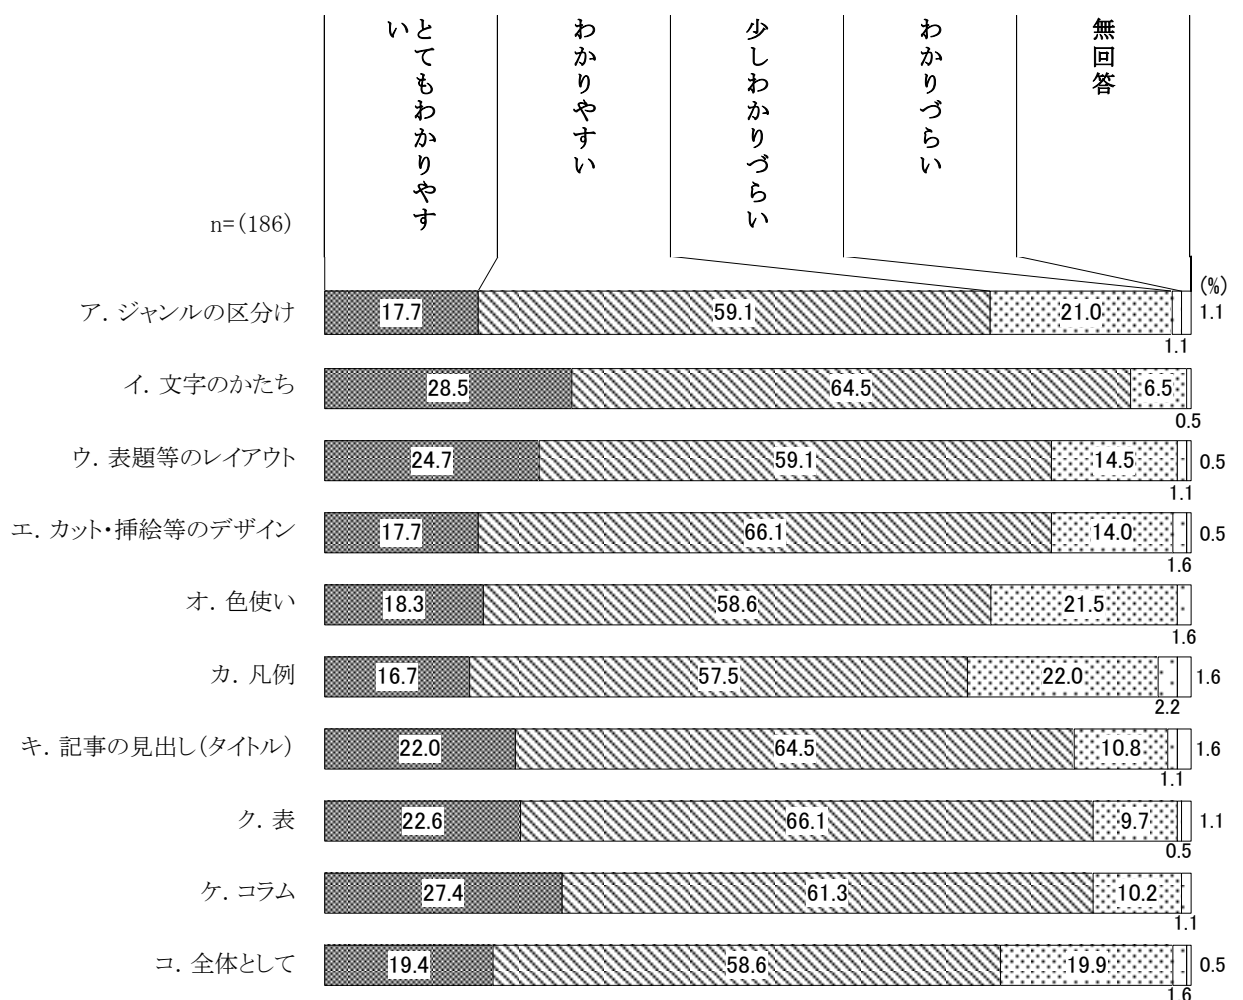 とてもわかりやす
い
わかりやすい
少しわかりづらい
わかりづらい
無回答
n=(186)
(%)
ア. ジャンルの区分け 17.7 59.1 21.0 1.1
1.1
イ. 文字のかたち 28.5 64.5 6.5
0.5
ウ. 表題等のレイアウト 24.7 59.1 14.5 0.5
1.1
エ. カット・挿絵等のデザイン 17.7 66.1 14.0 0.5
1.6
オ. 色使い 18.3 58.6 21.5
1.6
カ. 凡例 16.7 57.5 22.0 1.6
2.2
キ. 記事の見出し(タイトル) 22.0 64.5 10.8 1.6
1.1
ク. 表 22.6 66.1 9.7 1.1
0.5
ケ. コラム 27.4 61.3 10.2
1.1
コ. 全体として 19.4 58.6 19.9 0.5
1.6